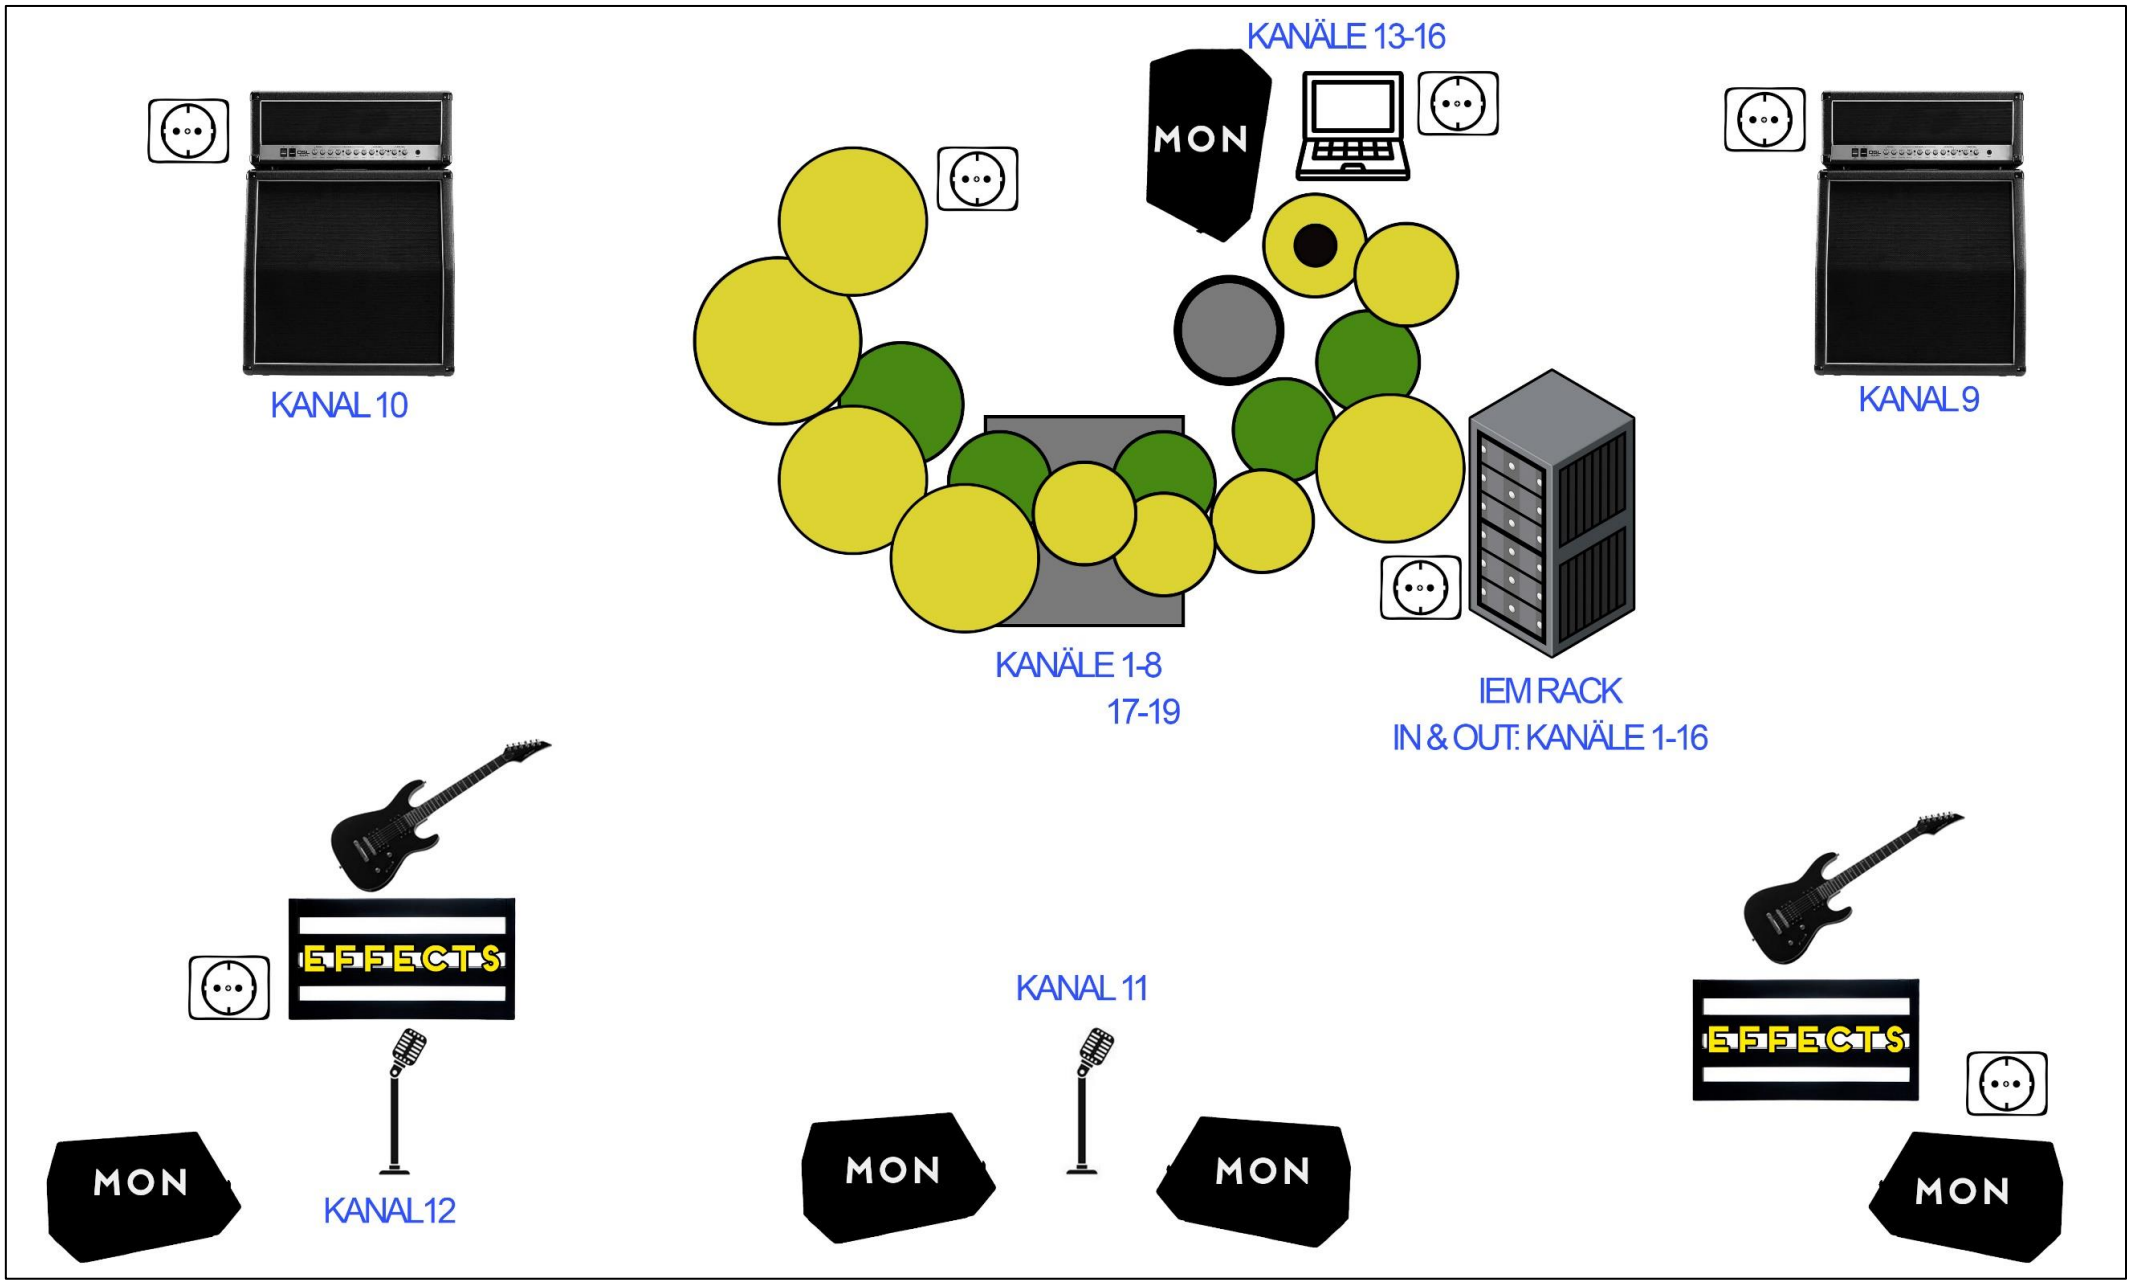 KANÄLE 13-16
MON
KANAL 10
KANAL 9
KANÄLE 1-8
17-19
IEM RACK
IN & OUT: KANÄLE 1-16
EFFECTS
KANAL 11
EFFECTS
MON
KANAL 12
MON
MON
MON